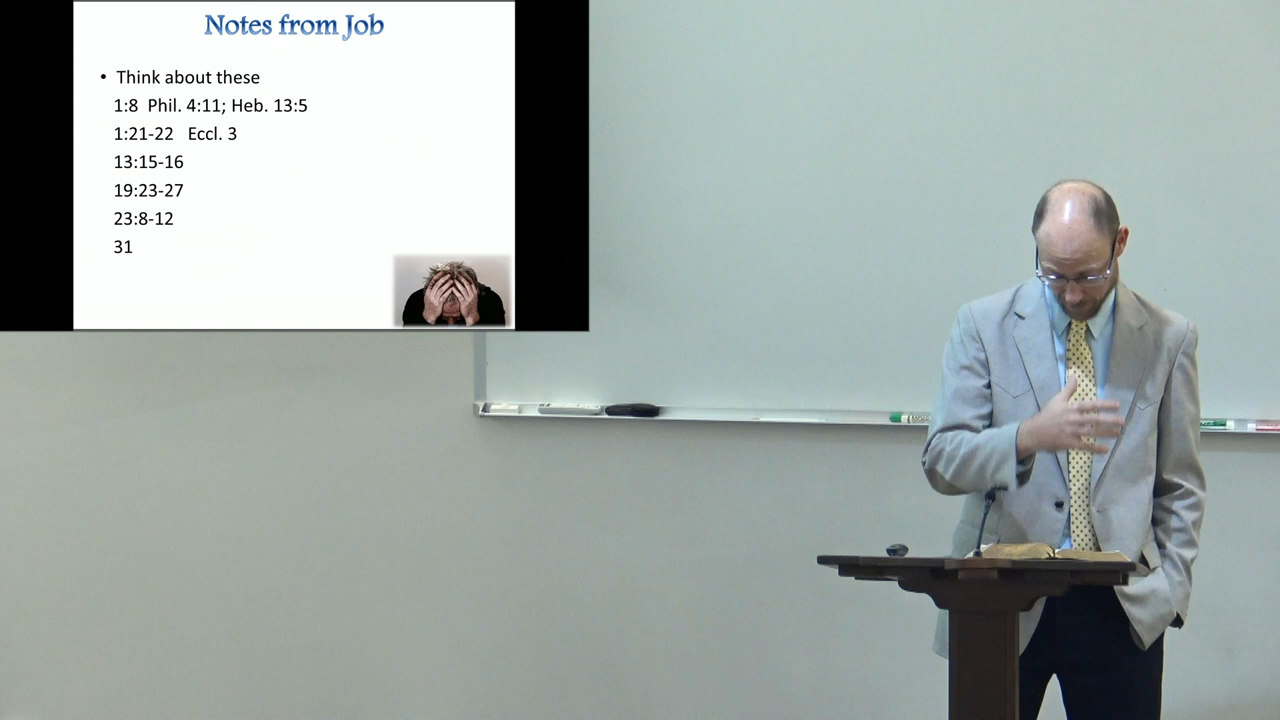 Notes from Job
• Think about these
1:8 Phil. 4:11; Heb. 13:5
1:21-22 Eccl. 3
13:15-16
19:23-27
23:8-12
31